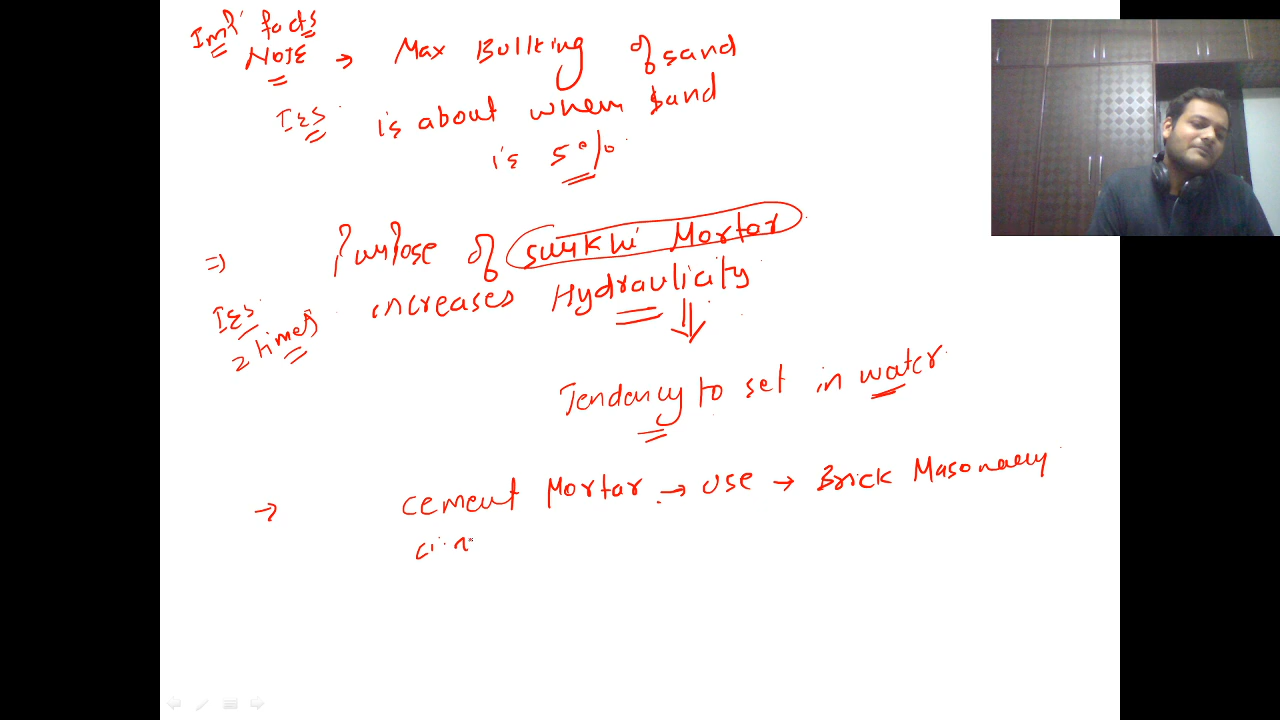 Impt facts
NOTE → Max Bulking of sand
IES is about when sand
is 5%
⇒ Purpose of Surkhi Mortar
IES increases Hydraulicity
2 times
Tendency to set in water
→ Cement Mortar → Use → Brick Masonary